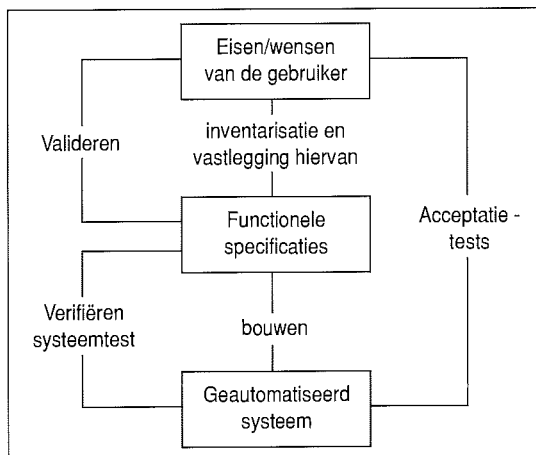 Eisen/wensen
van de gebruiker
Valideren
inventarisatie en
vastlegging hiervan
Functionele
specificaties
Acceptatie -
tests
Verifiëren
systeemtest
bouwen
Geautomatiseerd
systeem